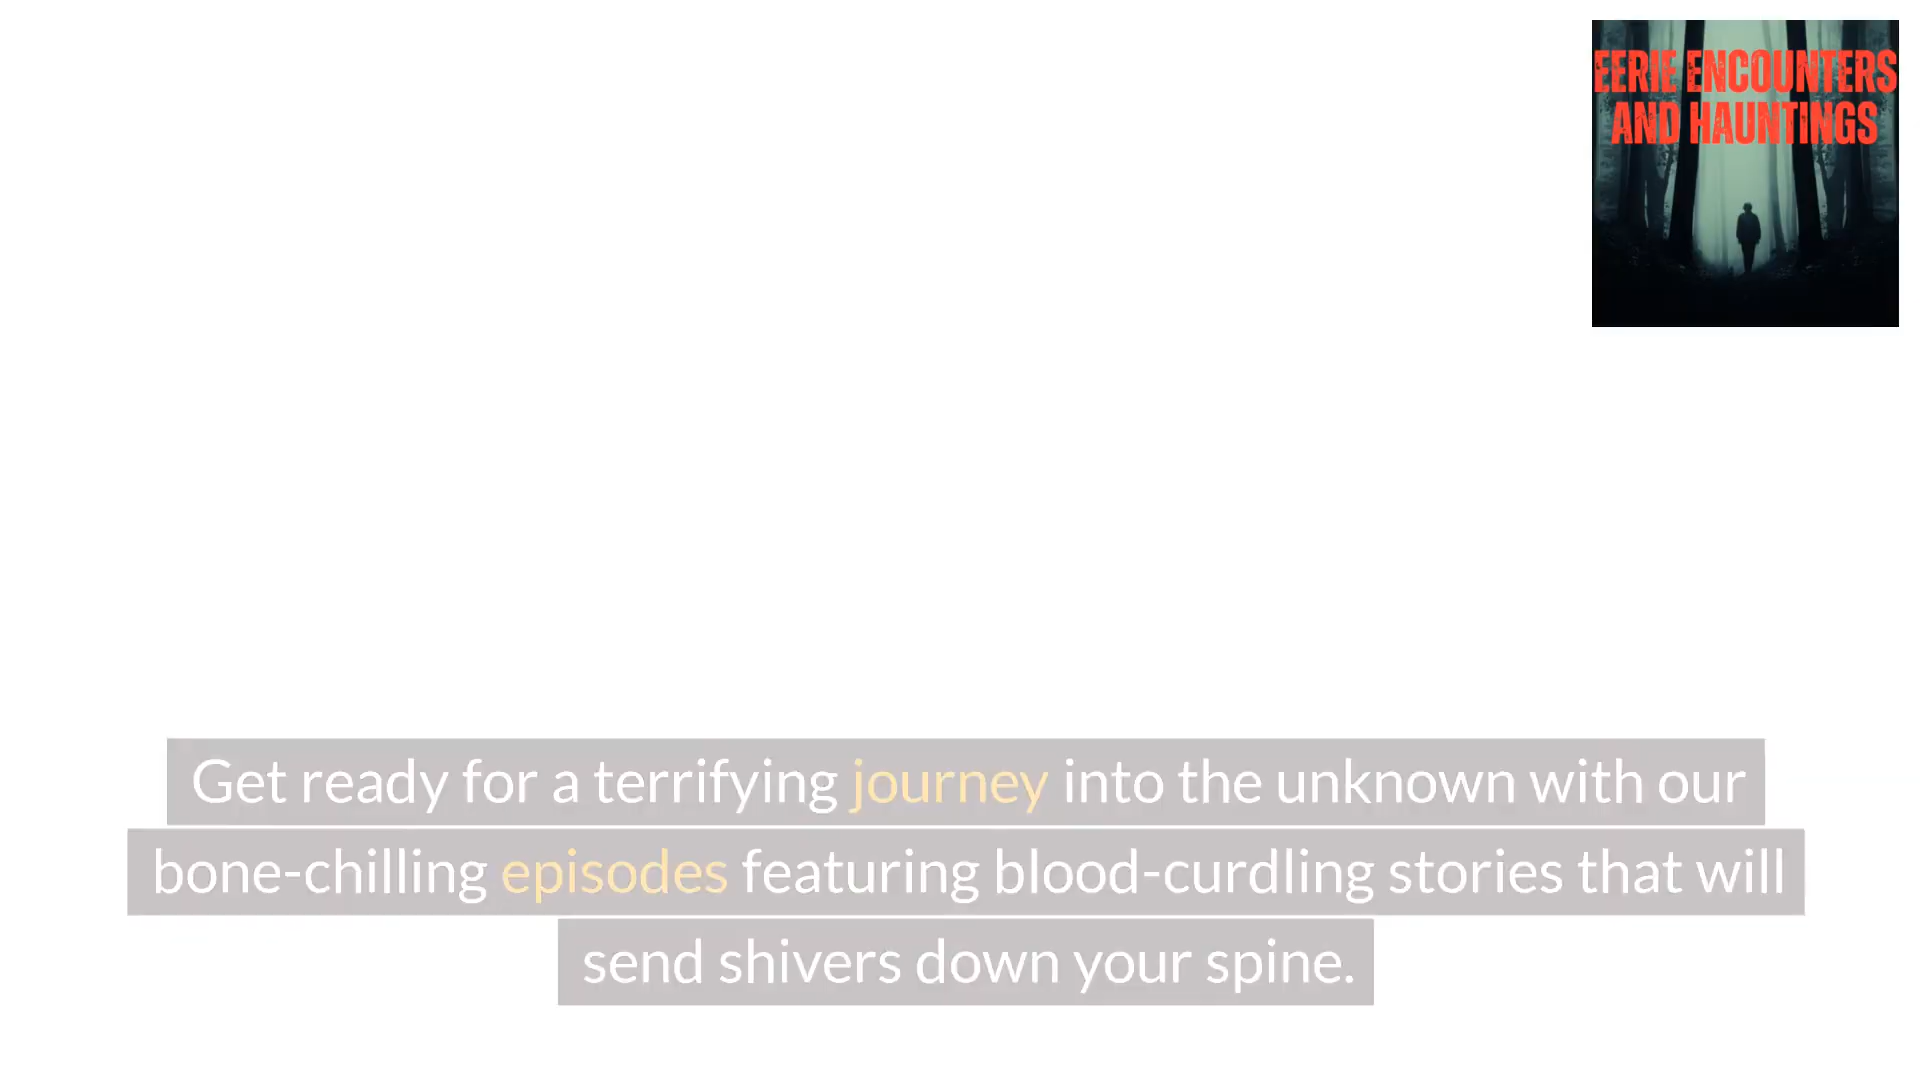 EERIE ENCOUNTERS
AND HAUNTINGS
Get ready for a terrifying journey into the unknown with our
bone-chilling episodes featuring blood-curdling stories that will
send shivers down your spine.